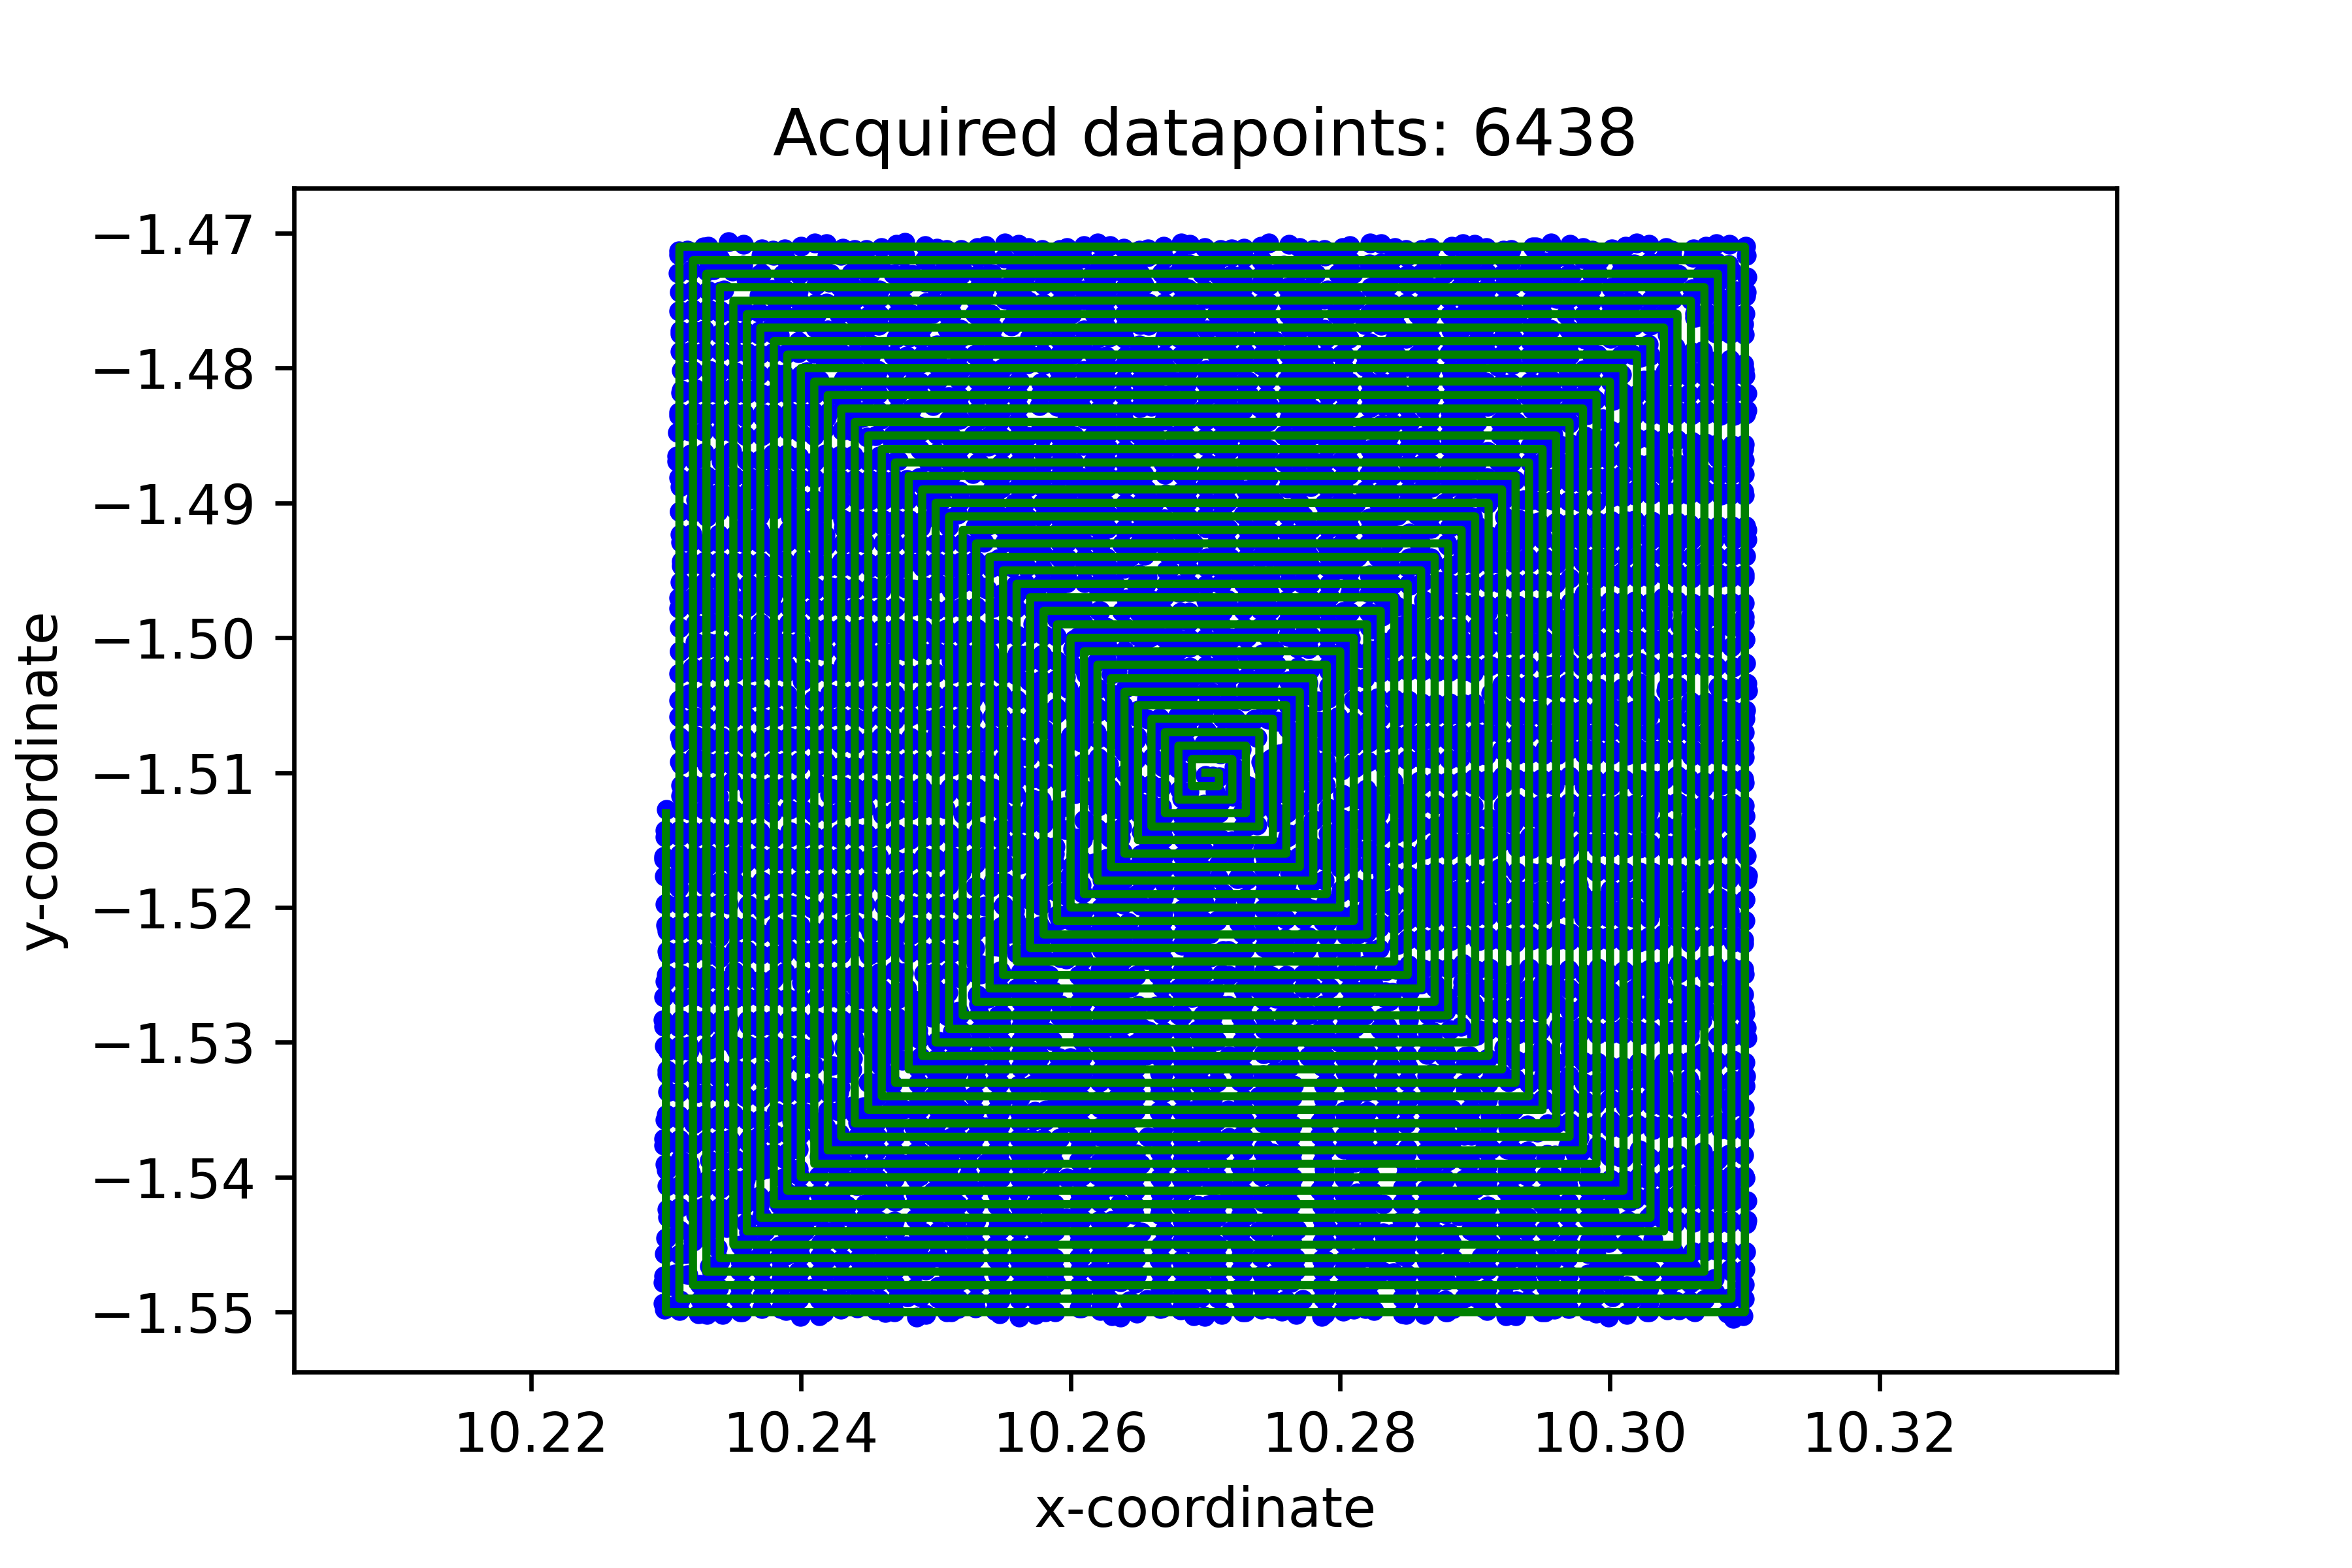 Acquired datapoints: 6438
−1.47
−1.48
−1.49
−1.50
−1.51
−1.52
−1.53
−1.54
−1.55
y-coordinate
10.22 10.24 10.26 10.28 10.30 10.32
x-coordinate